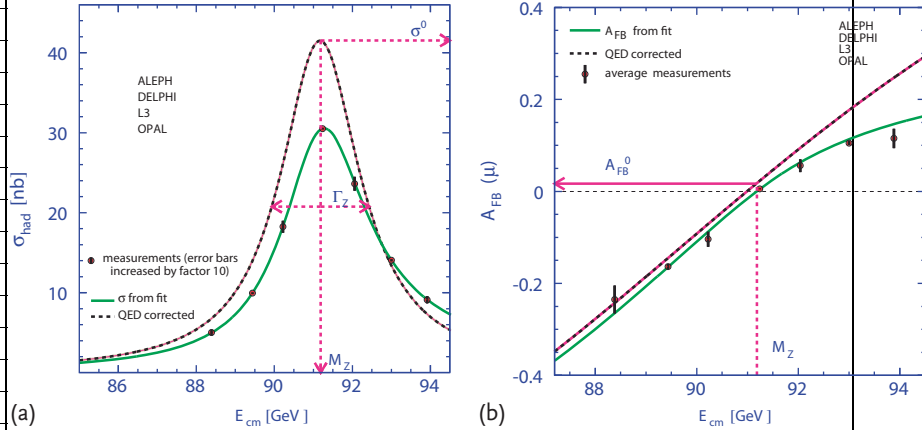 40
30
20
10
σhad [nb]
σ⁰
ALEPH
DELPHI
L3
OPAL
ΓZ
measurements (error bars
increased by factor 10)
σ from fit
QED corrected
MZ
86 88 90 92 94
Ecm [GeV]
(a)
0.4
0.2
0
-0.2
-0.4
AFB (μ)
AFB from fit
QED corrected
average measurements
ALEPH
DELPHI
L3
OPAL
AFB⁰
MZ
88 90 92 94
Ecm [GeV]
(b)